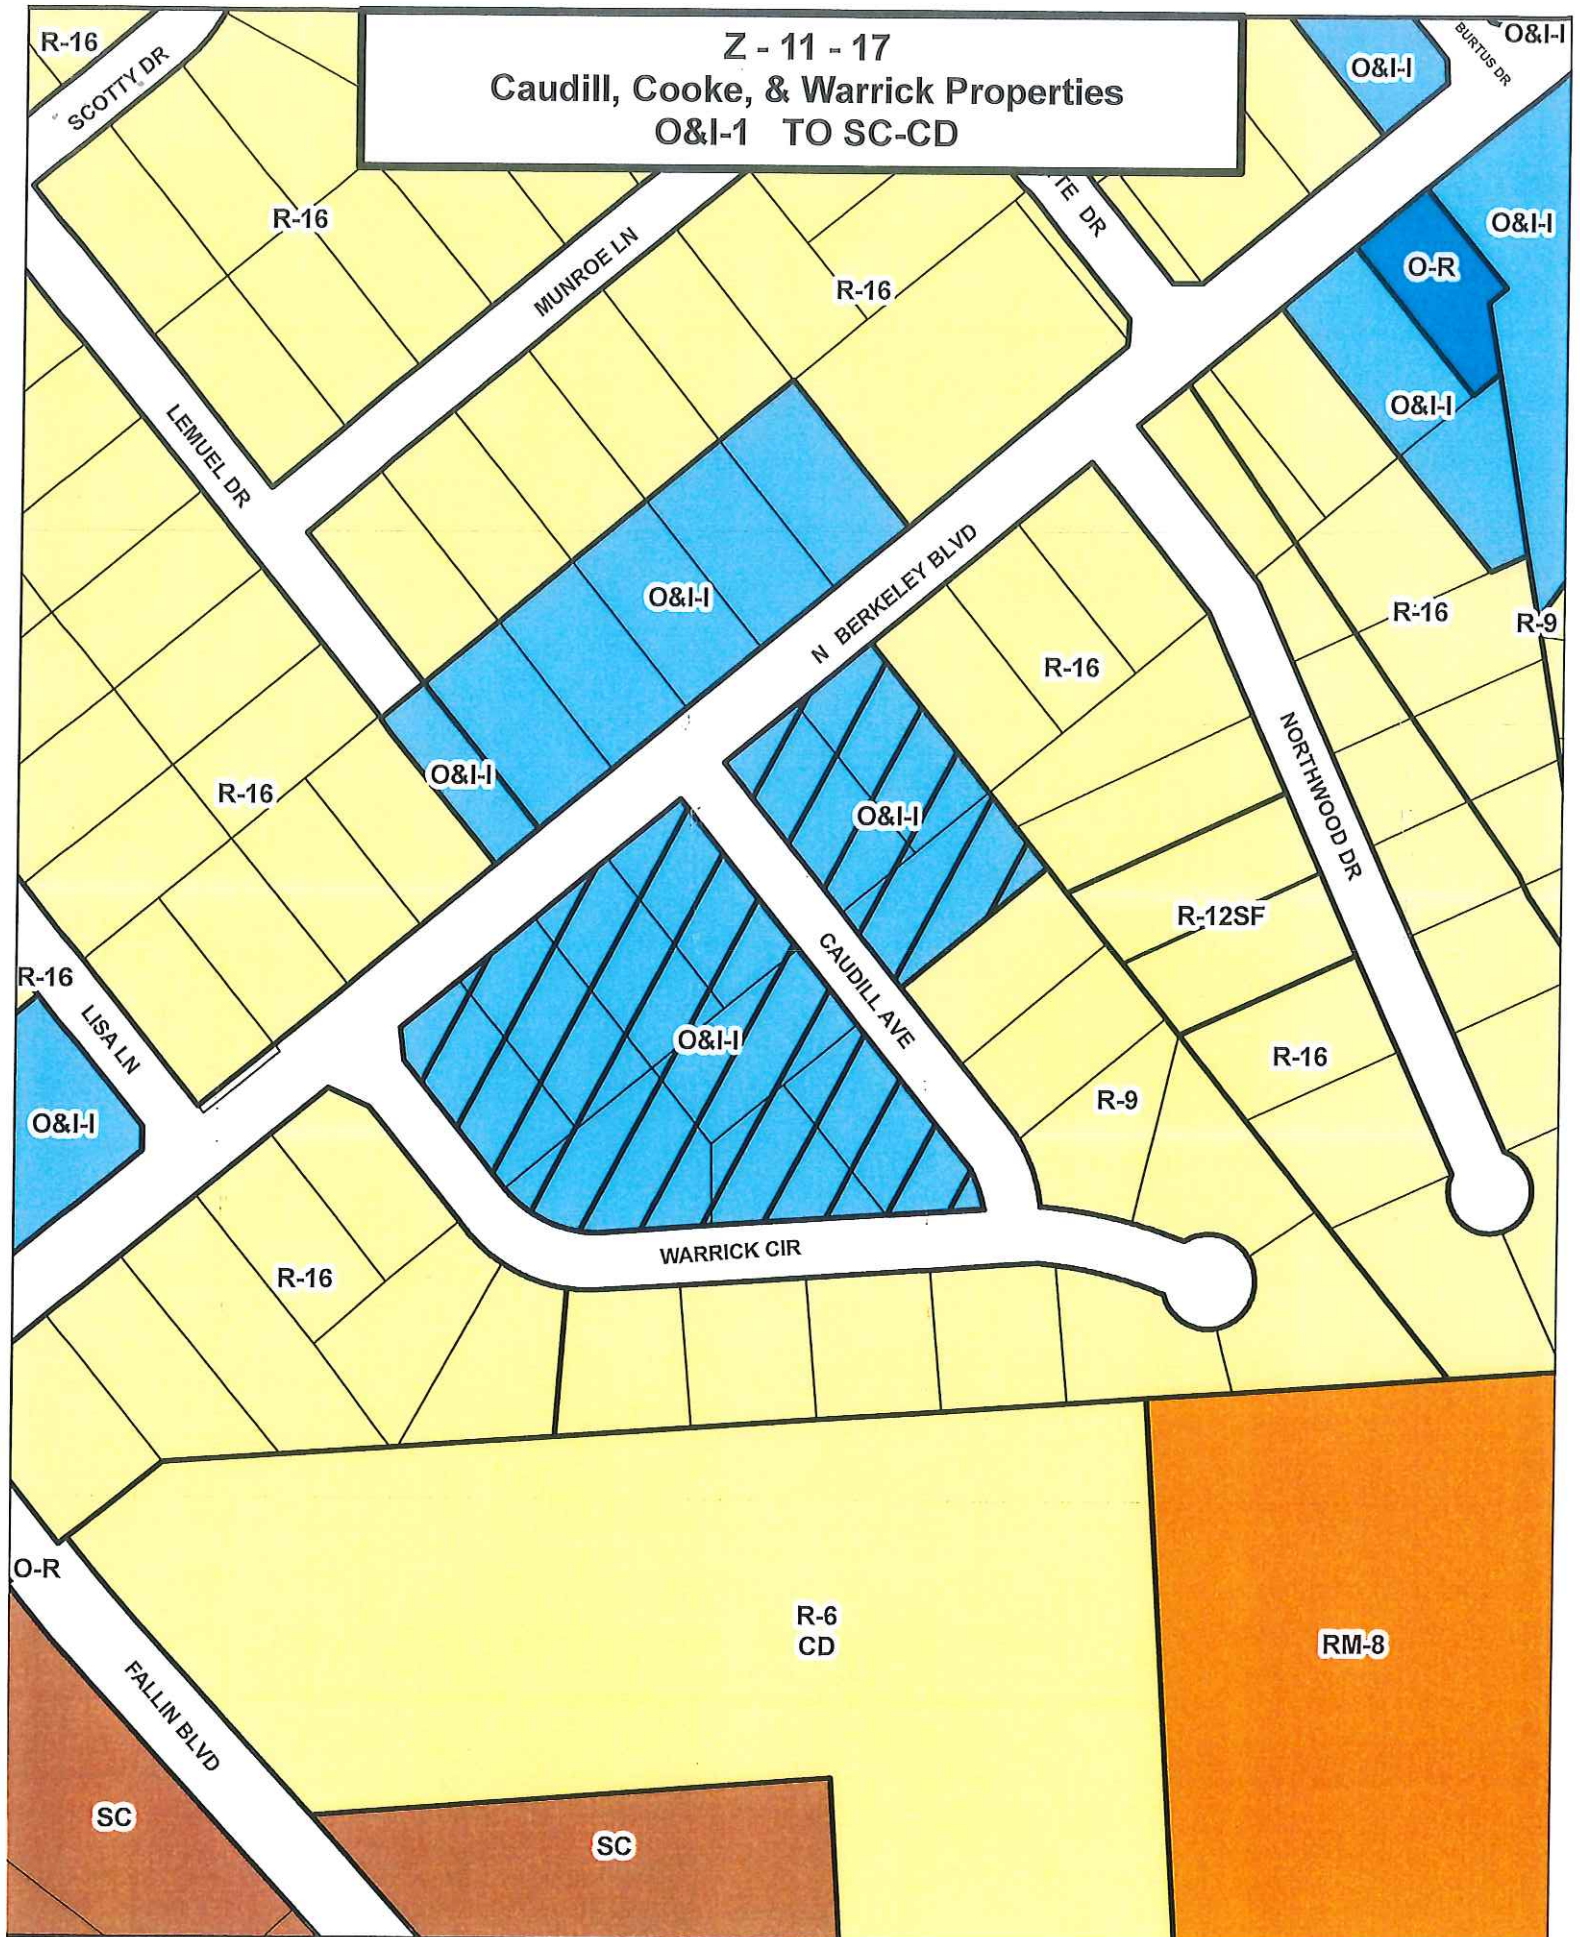 Z - 11 - 17
Caudill, Cooke, & Warrick Properties
O&I-1 TO SC-CD
R-16
SCOTTY DR
O&I-I
BURTUS DR
O&I-I
R-16
MUNROE LN
R-16
TE DR
O&I-I
O-R
O&I-I
LEMUEL DR
O&I-I
N BERKELEY BLVD
R-16
R-9
R-16
O&I-I
R-16
O&I-I
NORTHWOOD DR
R-12SF
R-16
LISA LN
O&I-I
CAUDILL AVE
O&I-I
R-16
R-9
WARRICK CIR
R-16
O-R
R-6
CD
RM-8
FALLIN BLVD
SC
SC